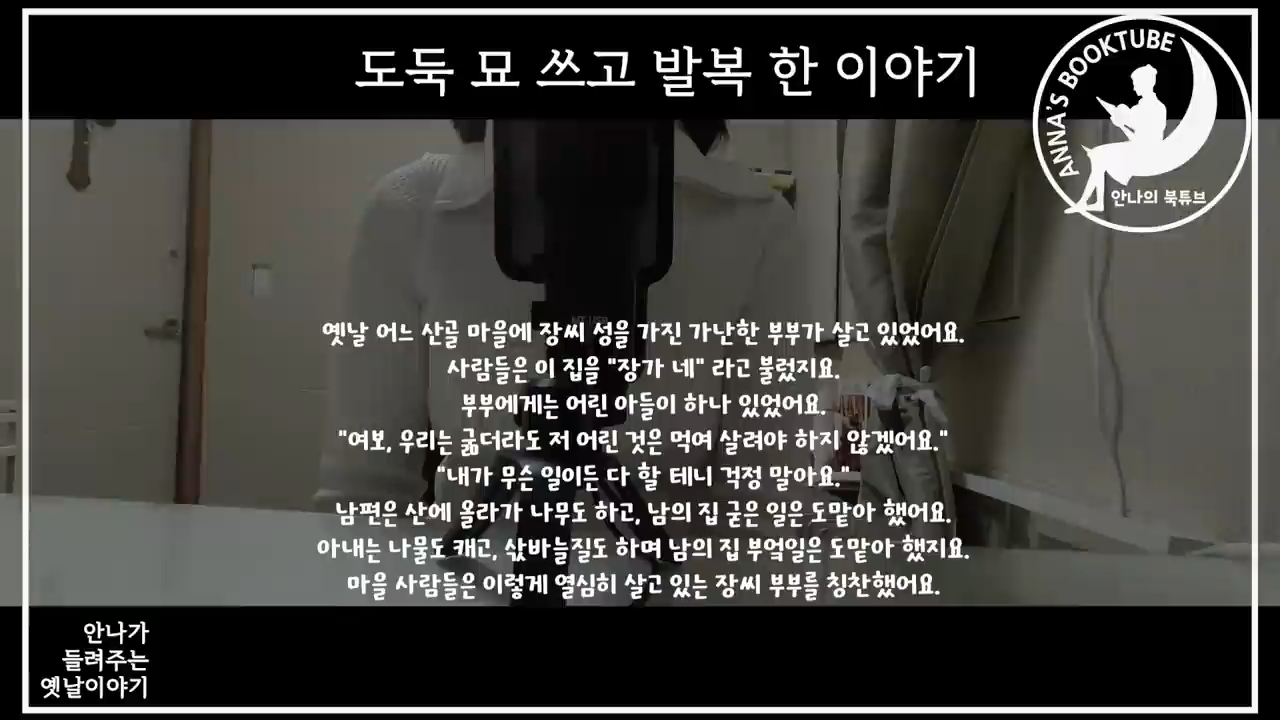 도둑 묘 쓰고 발복 한 이야기
ANNA'S BOOKTUBE
안나의 북튜브
옛날 어느 산골 마을에 장씨 성을 가진 가난한 부부가 살고 있었어요.
사람들은 이 집을 "장가 네" 라고 불렀지요.
부부에게는 어린 아들이 하나 있었어요.
"여보, 우리는 굶더라도 저 어린 것은 먹여 살려야 하지 않겠어요."
"내가 무슨 일이든 다 할 테니 걱정 말아요."
남편은 산에 올라가 나무도 하고, 남의 집 굳은 일은 도맡아 했어요.
아내는 나물도 캐고, 삯바늘질도 하며 남의 집 부엌일은 도맡아 했지요.
마을 사람들은 이렇게 열심히 살고 있는 장씨 부부를 칭찬했어요.
안나가
들려주는
옛날이야기